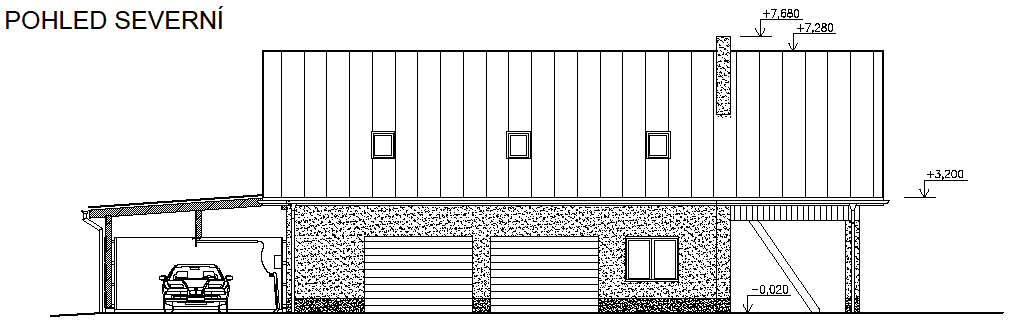 POHLED SEVERNÍ
+7,680
+7,280
+3,200
-0,020